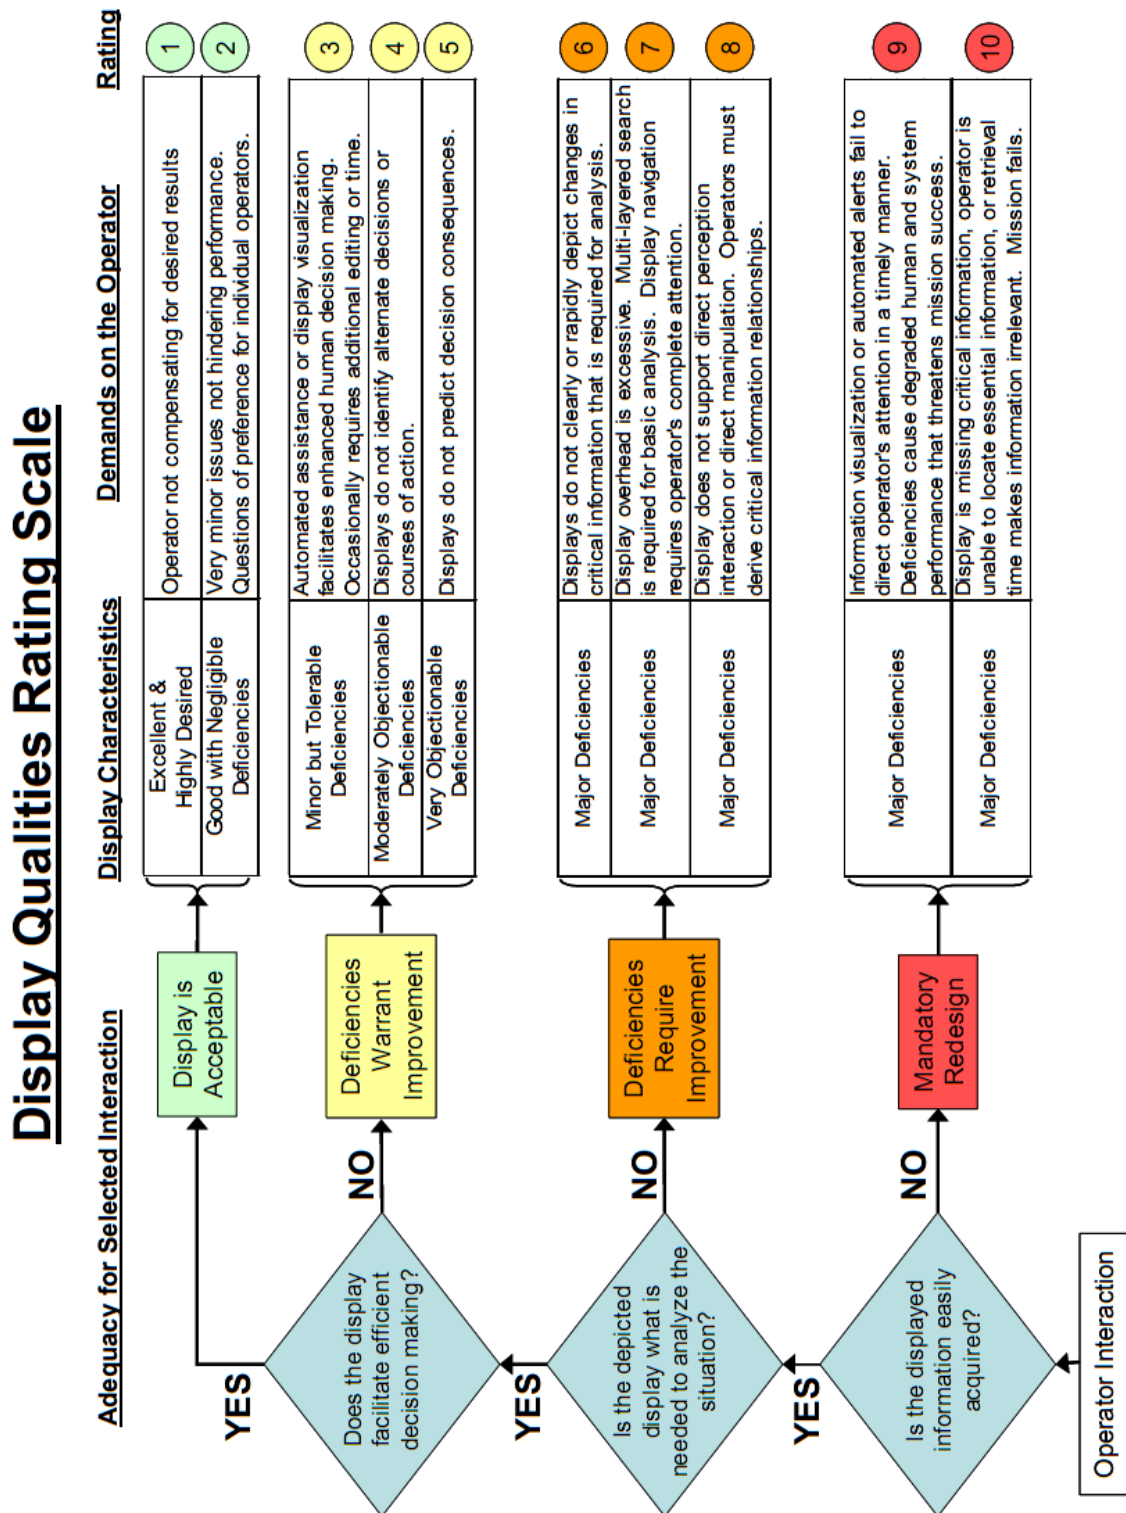 Display Qualities Rating Scale
Adequacy for Selected Interaction
Display Characteristics
Demands on the Operator
Rating
Display is
Acceptable
Excellent &
Highly Desired
Operator not compensating for desired results
1
Good with Negligible
Deficiencies
Very minor issues not hindering performance.
Questions of preference for individual operators.
2
YES
Does the display
facilitate efficient
decision making?
NO
Deficiencies
Warrant
Improvement
Minor but Tolerable
Deficiencies
Automated assistance or display visualization
facilitates enhanced human decision making.
Occasionally requires additional editing or time.
3
Moderately Objectionable
Deficiencies
Displays do not identify alternate decisions or
courses of action.
4
Very Objectionable
Deficiencies
Displays do not predict decision consequences.
5
YES
Is the depicted
display what is
needed to analyze the
situation?
NO
Deficiencies
Require
Improvement
Major Deficiencies
Displays do not clearly or rapidly depict changes in
critical information that is required for analysis.
6
Major Deficiencies
Display overhead is excessive.  Multi-layered search
is required for basic analysis.  Display navigation
requires operator's complete attention.
7
Major Deficiencies
Display does not support direct perception
interaction or direct manipulation.  Operators must
derive critical information relationships.
8
YES
Is the displayed
information easily
acquired?
NO
Mandatory
Redesign
Major Deficiencies
Information visualization or automated alerts fail to
direct operator's attention in a timely manner.
Deficiencies cause degraded human and system
performance that threatens mission success.
9
Major Deficiencies
Display is missing critical information, operator is
unable to locate essential information, or retrieval
time makes information irrelevant.  Mission fails.
10
Operator Interaction